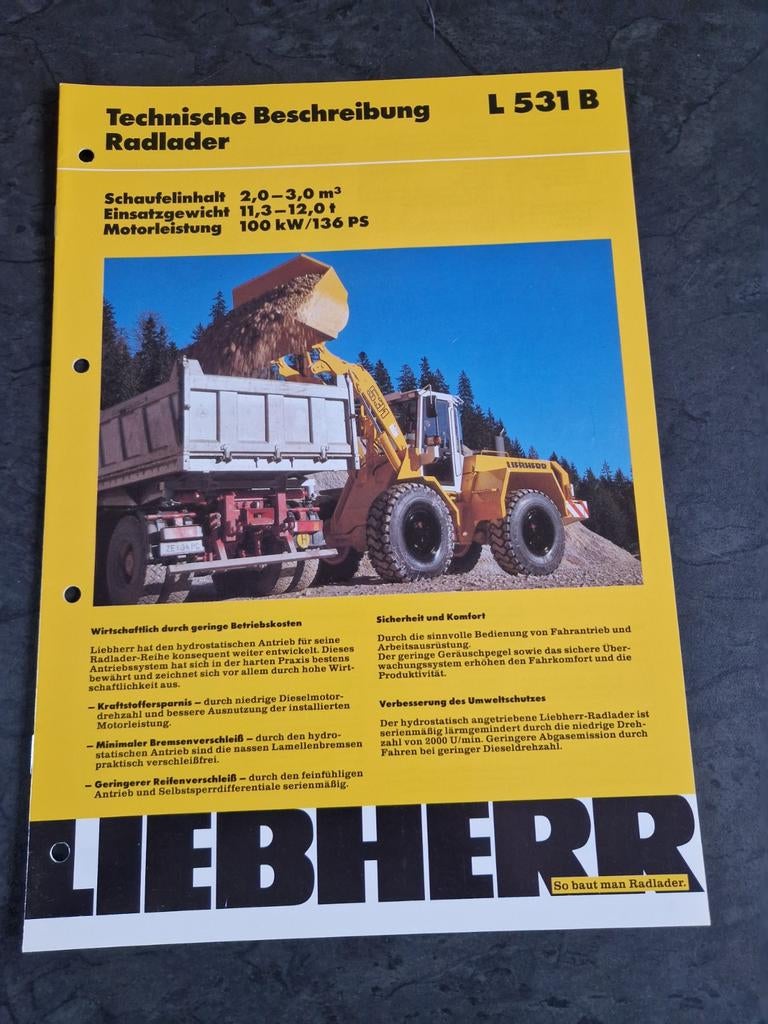 Technische Beschreibung
Radlader
L 531 B
Schaufelinhalt 2,0–3,0 m³
Einsatzgewicht 11,3–12,0 t
Motorleistung 100 kW/136 PS
531
LIEBHERR
Wirtschaftlich durch geringe Betriebskosten
Liebherr hat den hydrostatischen Antrieb für seine
Radlader-Reihe konsequent weiter entwickelt. Dieses
Antriebssystem hat sich in der harten Praxis bestens
bewährt und zeichnet sich vor allem durch hohe Wirt-
schaftlichkeit aus.
– Kraftstoffersparnis – durch niedrige Dieselmotor-
drehzahl und bessere Ausnutzung der installierten
Motorleistung.
– Minimaler Bremsenverschleiß – durch den hydro-
statischen Antrieb sind die nassen Lamellenbremsen
praktisch verschleißfrei.
– Geringerer Reifenverschleiß – durch den feinfühligen
Antrieb und Selbstsperrdifferentiale serienmäßig.
Sicherheit und Komfort
Durch die sinnvolle Bedienung von Fahrantrieb und
Arbeitsausrüstung.
Der geringe Geräuschpegel sowie das sichere Über-
wachungssystem erhöhen den Fahrkomfort und die
Produktivität.
Verbesserung des Umweltschutzes
Der hydrostatisch angetriebene Liebherr-Radlader ist
serienmäßig lärmgemindert durch die niedrige Dreh-
zahl von 2000 U/min. Geringere Abgasemission durch
Fahren bei geringer Dieseldrehzahl.
LIEBHERR
So baut man Radlader.